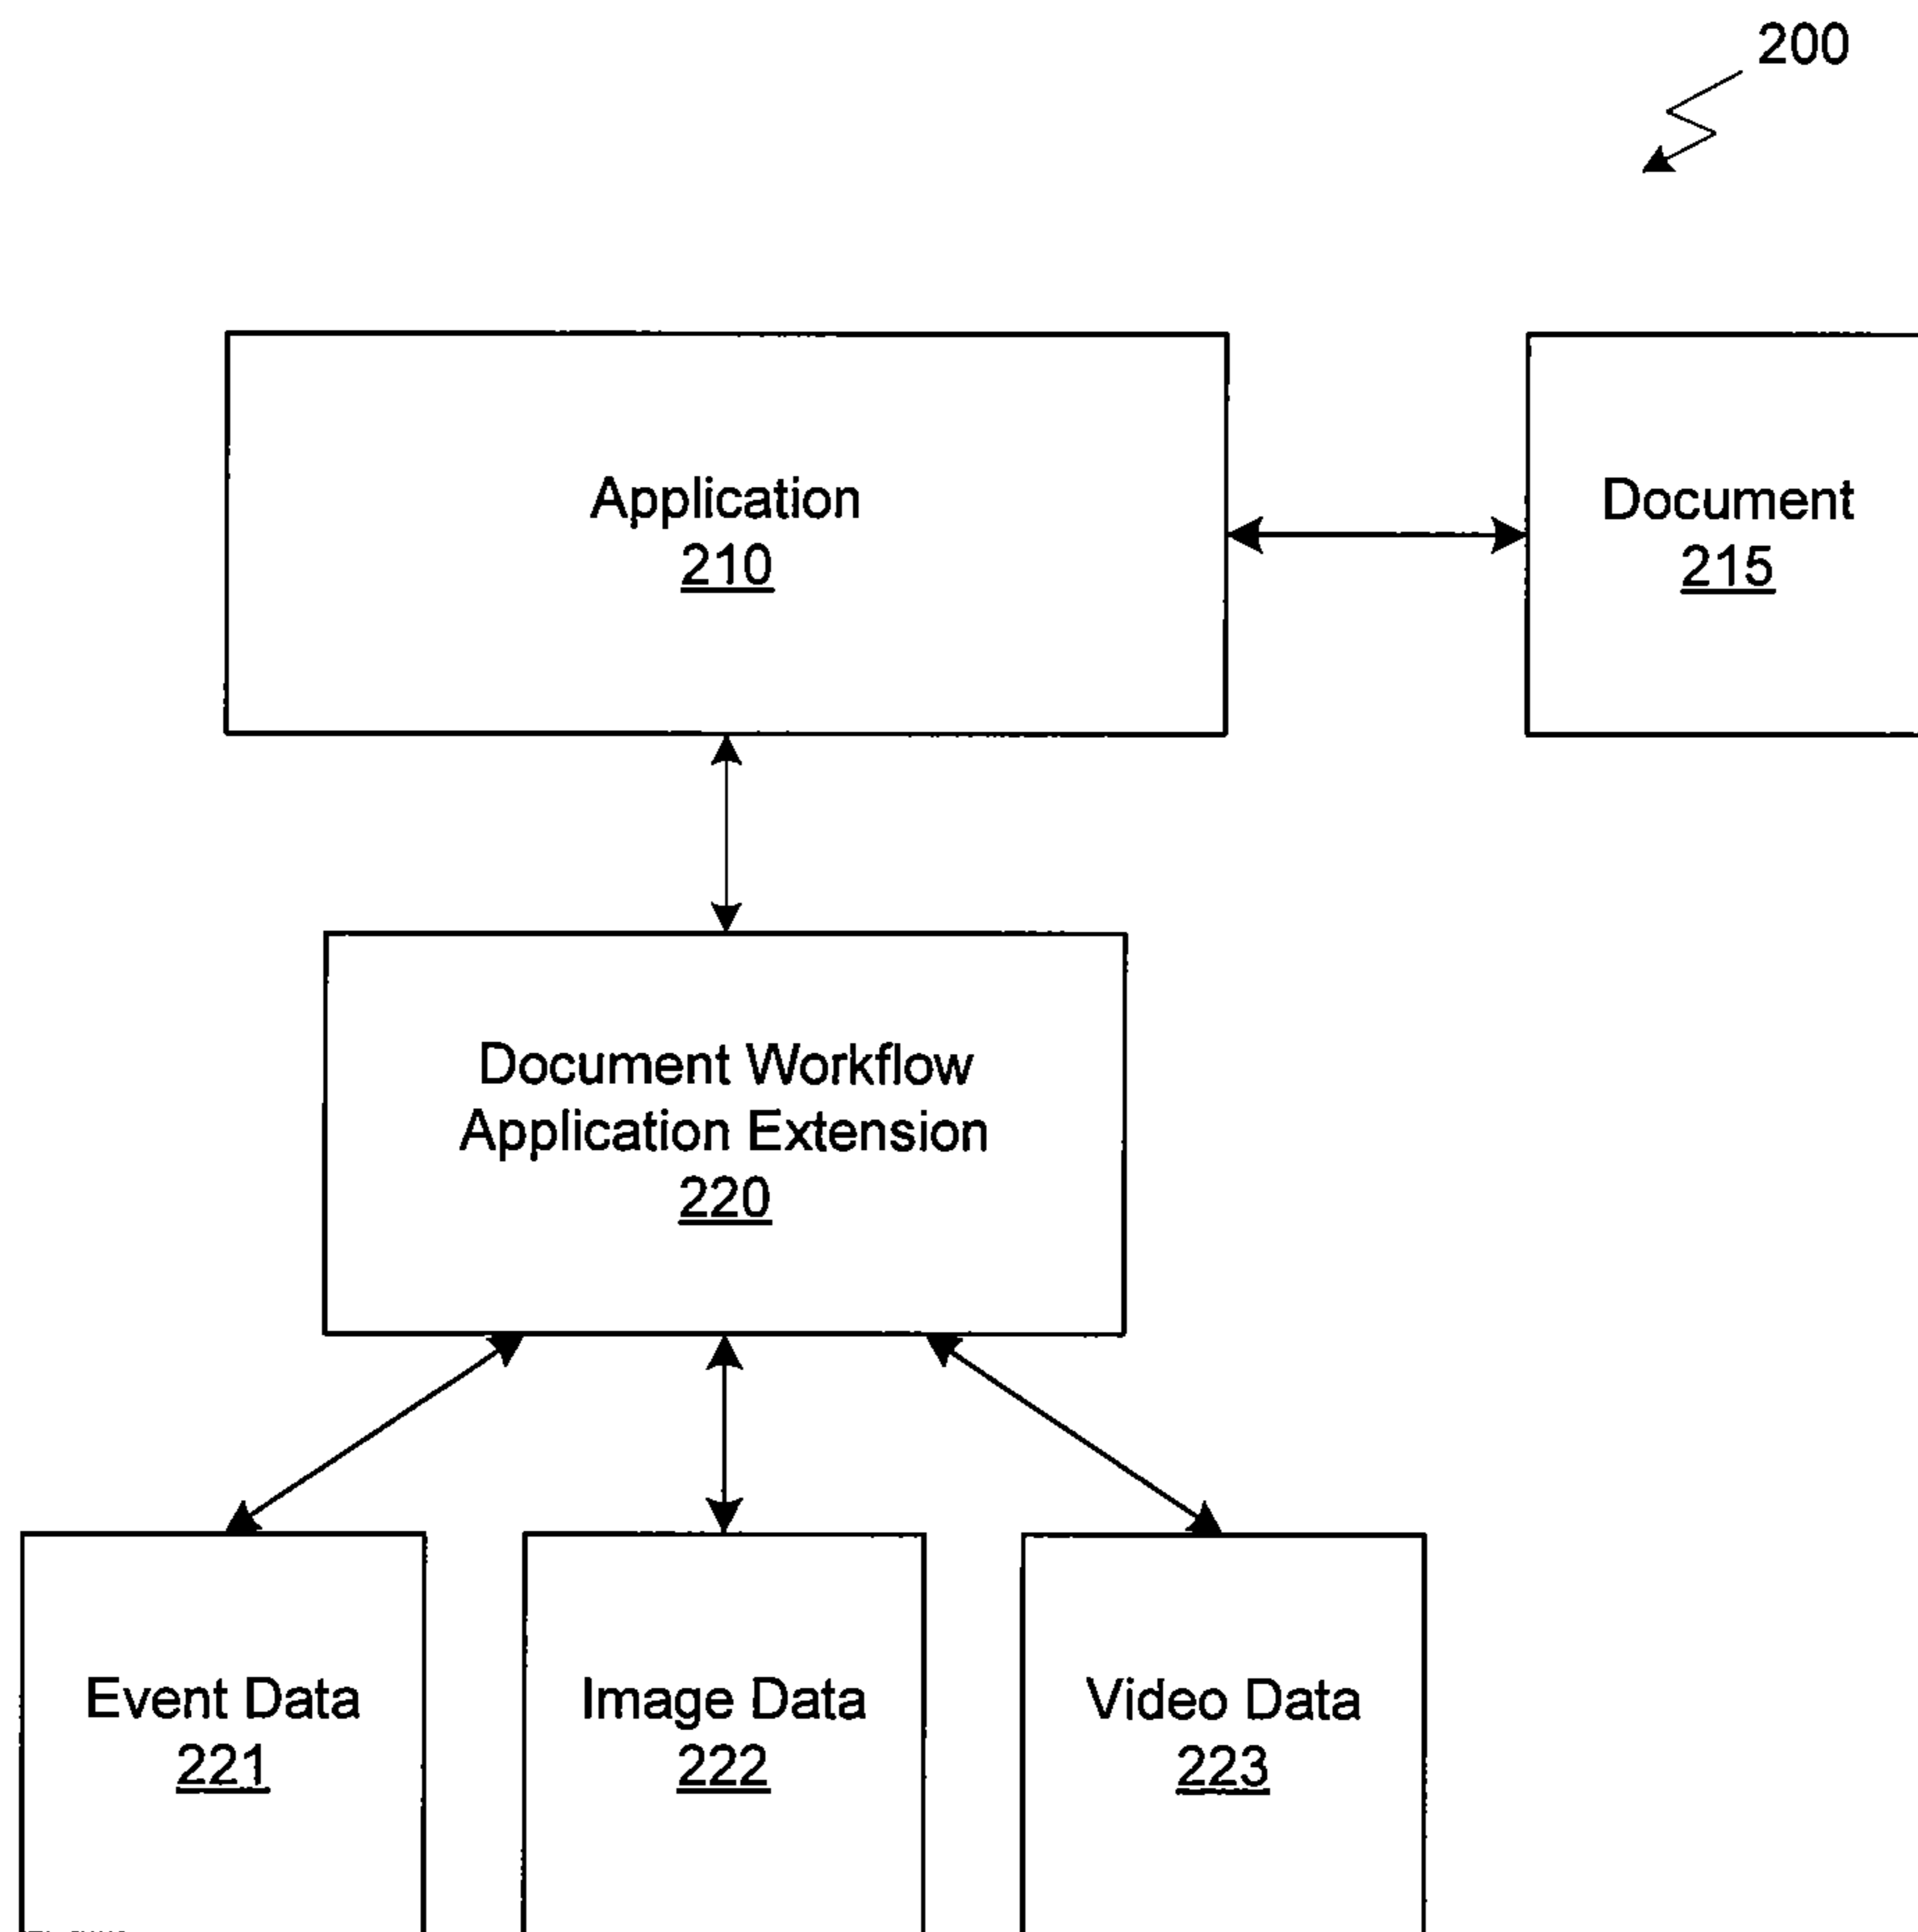 200
Application
210
Document
215
Document Workflow
Application Extension
220
Event Data
221
Image Data
222
Video Data
223